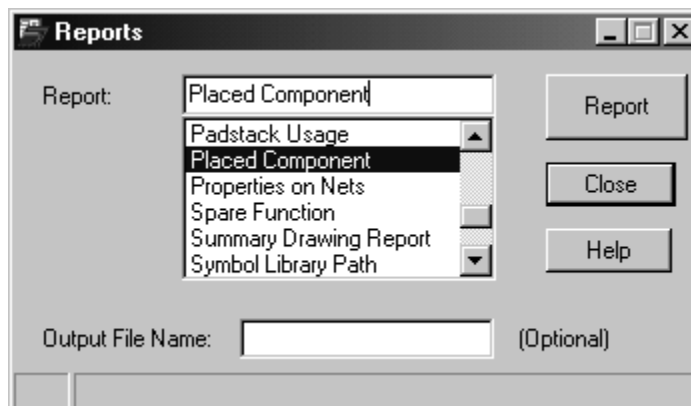 Reports
Report:
Placed Component
Padstack Usage
Placed Component
Properties on Nets
Spare Function
Summary Drawing Report
Symbol Library Path
Report
Close
Help
Output File Name:
(Optional)